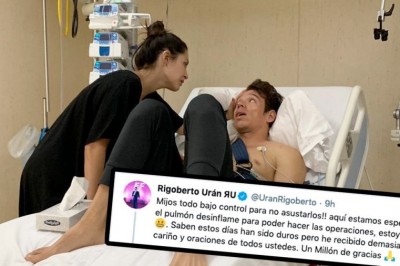 Rigoberto Urán ЯU @UranRigoberto · 9h
Mijos todo bajo control para no asustarlos!! aquí estamos espe
el pulmón desinflame para poder hacer las operaciones, estoy
😃. Saben estos días han sido duros pero he recibido demasia
cariño y oraciones de todos ustedes. Un Millón de gracias 🙏